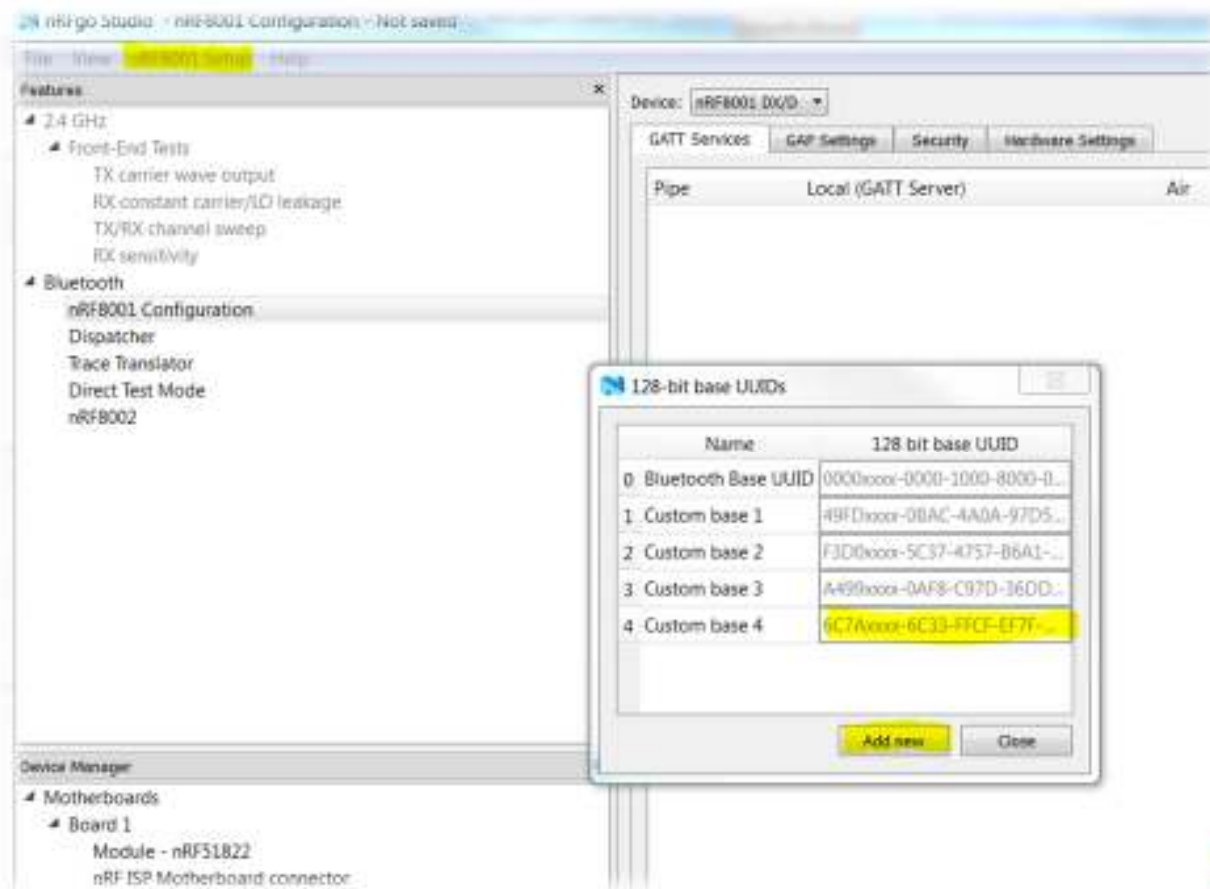 nRFgo Studio - nRF8001 Configuration - Not saved
File View nRF8001 Setup Help
Features
2.4 GHz
Front-End Tests
TX carrier wave output
RX constant carrier/LO leakage
TX/RX channel sweep
RX sensitivity
Bluetooth
nRF8001 Configuration
Dispatcher
Trace Translator
Direct Test Mode
nRF8002
Device Manager
Motherboards
Board 1
Module - nRF51822
nRF ISP Motherboard connector
Device: nRF8001 DX/D
GATT Services GAP Settings Security Hardware Settings
Pipe Local (GATT Server) Air
128-bit base UUIDs
Name 128 bit base UUID
0 Bluetooth Base UUID 0000xxxx-0000-1000-8000-0...
1 Custom base 1 49FDxxxx-0BAC-4A0A-97D5...
2 Custom base 2 F3D0xxxx-5C37-4757-B6A1-...
3 Custom base 3 A499xxxx-0AF8-C97D-36DD...
4 Custom base 4 6C7Axxxx-6C33-FFCF-EF7F-...
Add new Close